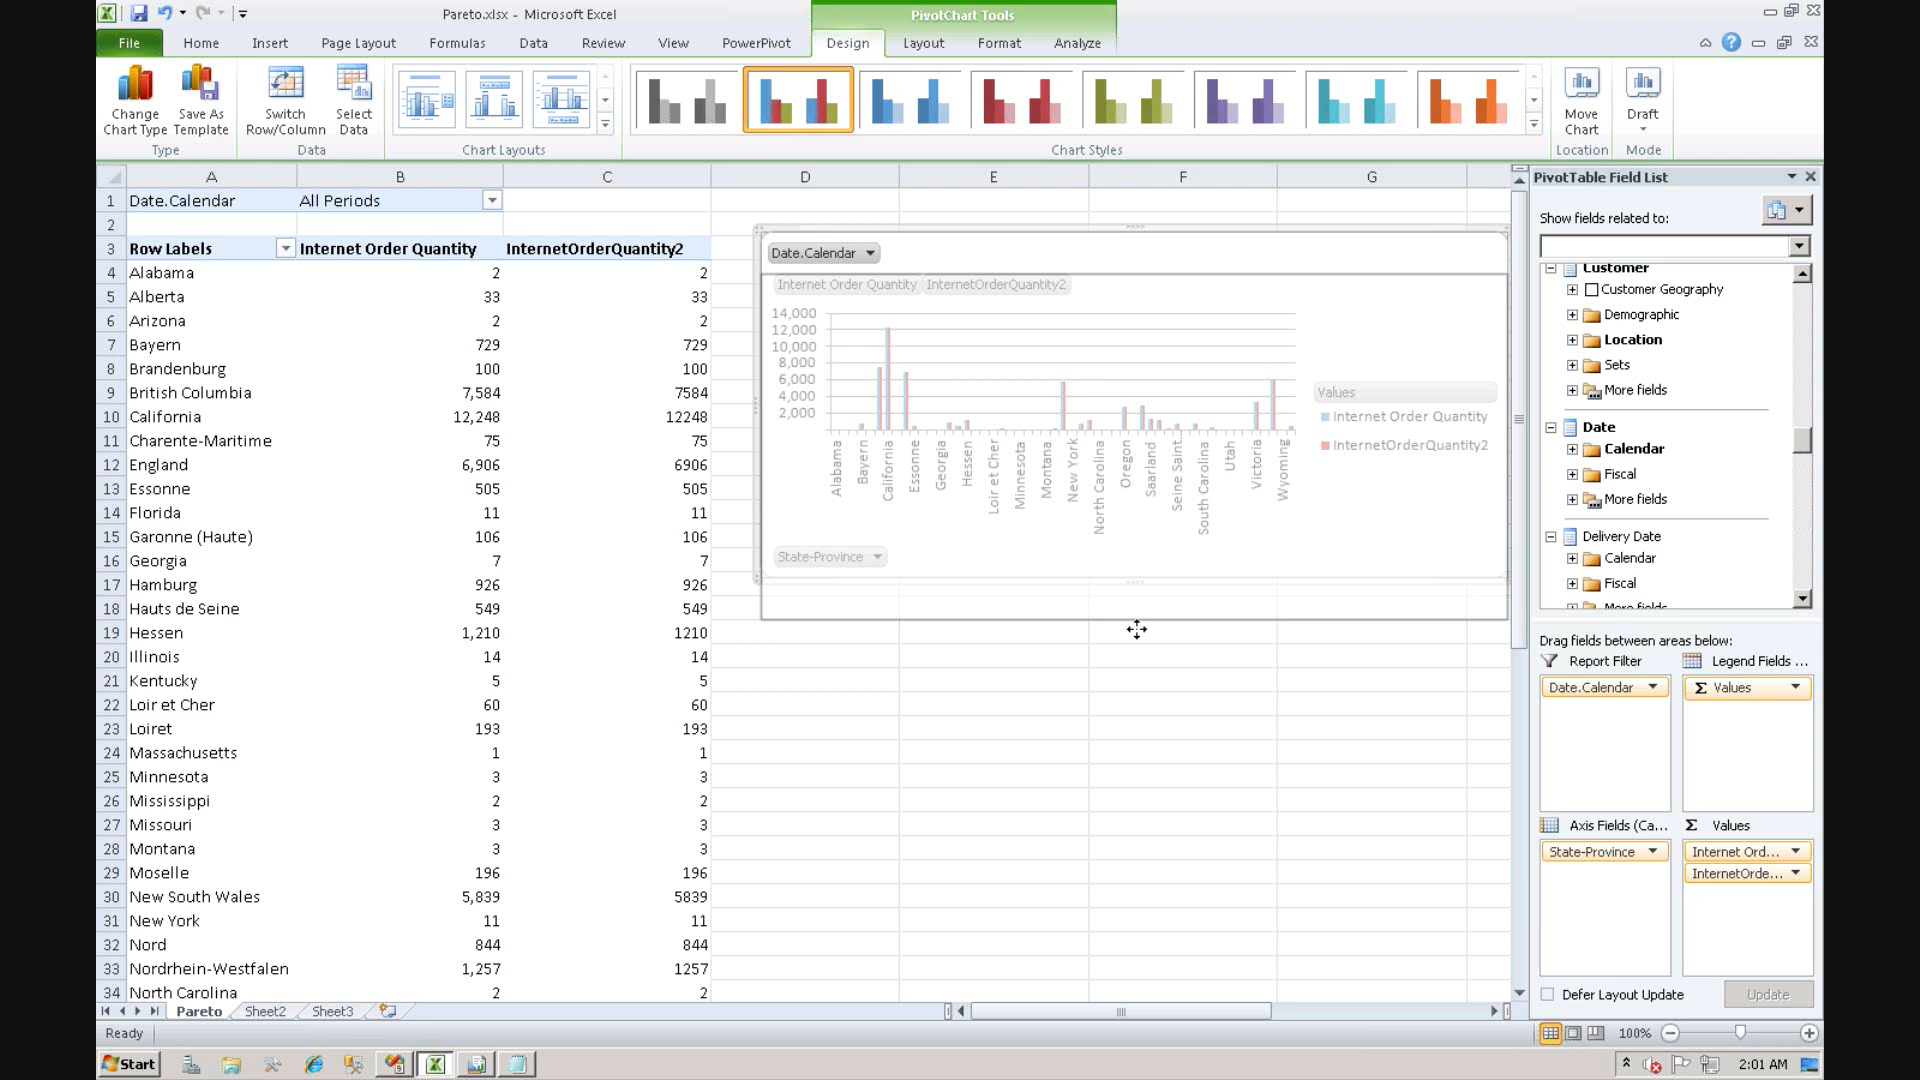 Pareto.xlsx - Microsoft Excel
PivotChart Tools
File Home Insert Page Layout Formulas Data Review View PowerPivot Design Layout Format Analyze
Change Chart Type
Save As Template
Switch Row/Column
Select Data
Move Chart
Draft
Type Data Chart Layouts Chart Styles Location Mode
A B C D E F G
1 Date.Calendar All Periods
2
3 Row Labels Internet Order Quantity InternetOrderQuantity2
4 Alabama 2 2
5 Alberta 33 33
6 Arizona 2 2
7 Bayern 729 729
8 Brandenburg 100 100
9 British Columbia 7,584 7584
10 California 12,248 12248
11 Charente-Maritime 75 75
12 England 6,906 6906
13 Essonne 505 505
14 Florida 11 11
15 Garonne (Haute) 106 106
16 Georgia 7 7
17 Hamburg 926 926
18 Hauts de Seine 549 549
19 Hessen 1,210 1210
20 Illinois 14 14
21 Kentucky 5 5
22 Loir et Cher 60 60
23 Loiret 193 193
24 Massachusetts 1 1
25 Minnesota 3 3
26 Mississippi 2 2
27 Missouri 3 3
28 Montana 3 3
29 Moselle 196 196
30 New South Wales 5,839 5839
31 New York 11 11
32 Nord 844 844
33 Nordrhein-Westfalen 1,257 1257
34 North Carolina 2 2
Date.Calendar
Internet Order Quantity InternetOrderQuantity2
14,000
12,000
10,000
8,000
6,000
4,000
2,000
Alabama
Bayern
California
Essonne
Georgia
Hessen
Loir et Cher
Minnesota
Montana
New York
North Carolina
Oregon
Saarland
Seine Saint...
South Carolina
Utah
Victoria
Wyoming
Values
Internet Order Quantity
InternetOrderQuantity2
State-Province
PivotTable Field List
Show fields related to:
Customer
Customer Geography
Demographic
Location
Sets
More fields
Date
Calendar
Fiscal
More fields
Delivery Date
Calendar
Fiscal
More fields
Drag fields between areas below:
Report Filter Legend Fields ...
Date.Calendar Σ Values
Axis Fields (Ca... Σ Values
State-Province Internet Ord...
InternetOrde...
Defer Layout Update Update
Pareto Sheet2 Sheet3
Ready 100%
Start 2:01 AM